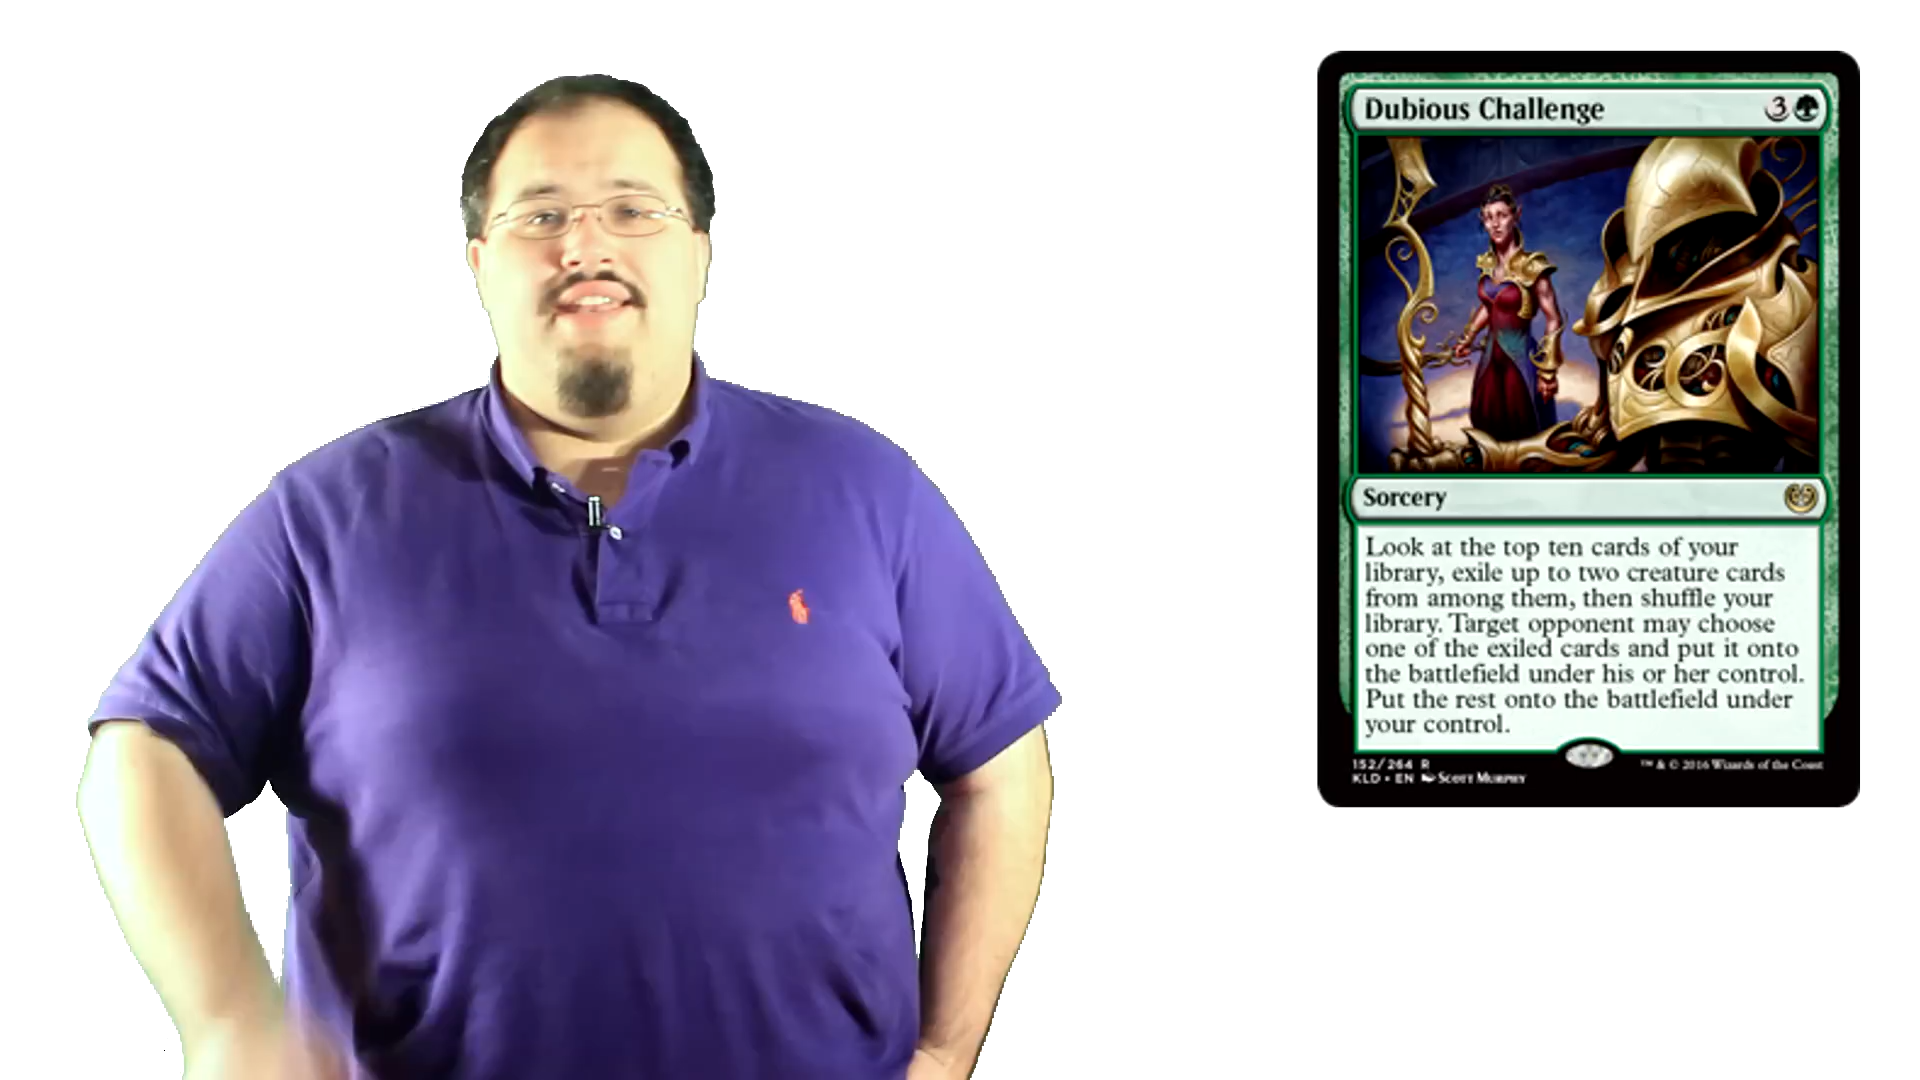 Dubious Challenge 3
Sorcery
Look at the top ten cards of your
library, exile up to two creature cards
from among them, then shuffle your
library. Target opponent may choose
one of the exiled cards and put it onto
the battlefield under his or her control.
Put the rest onto the battlefield under
your control.
152/264 R
KLD • EN Scott Murphy
™ & © 2016 Wizards of the Coast